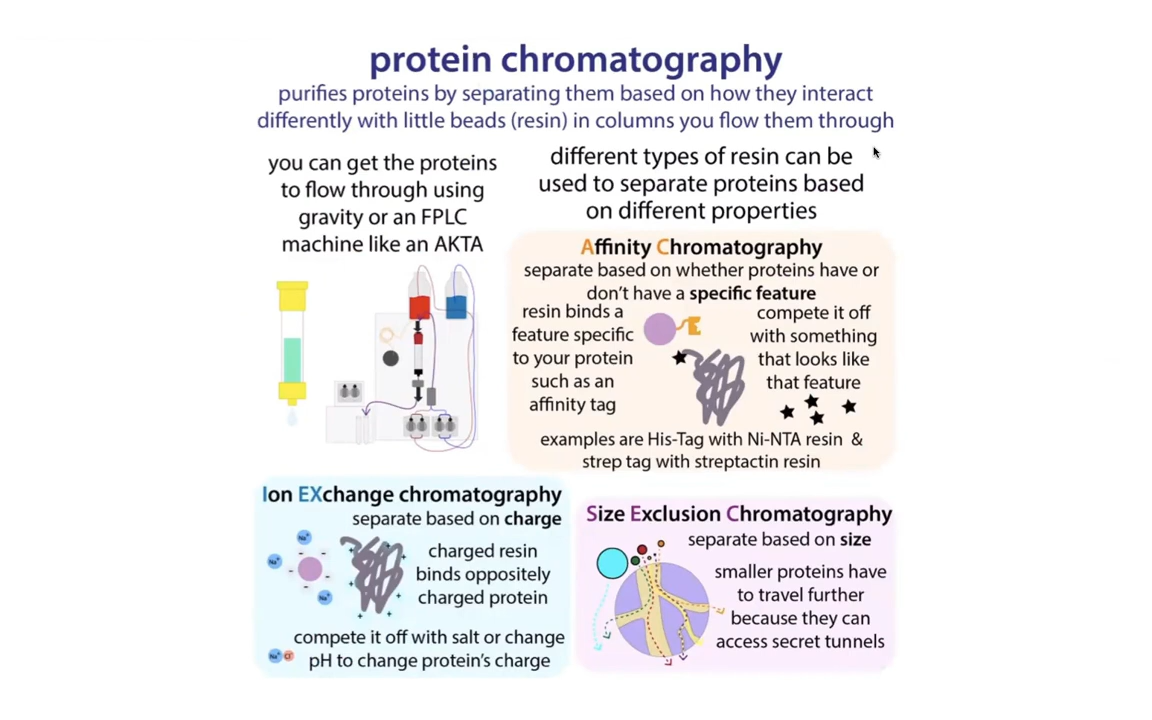 protein chromatography
purifies proteins by separating them based on how they interact
differently with little beads (resin) in columns you flow them through
you can get the proteins
to flow through using
gravity or an FPLC
machine like an AKTA
different types of resin can be
used to separate proteins based
on different properties
Affinity Chromatography
separate based on whether proteins have or
don't have a specific feature
resin binds a
feature specific
to your protein
such as an
affinity tag
compete it off
with something
that looks like
that feature
examples are His-Tag with Ni-NTA resin &
strep tag with streptactin resin
Ion EXchange chromatography
separate based on charge
Na+
Na+
Na+
charged resin
binds oppositely
charged protein
compete it off with salt or change
pH to change protein's charge
Na+ Cl-
Size Exclusion Chromatography
separate based on size
smaller proteins have
to travel further
because they can
access secret tunnels